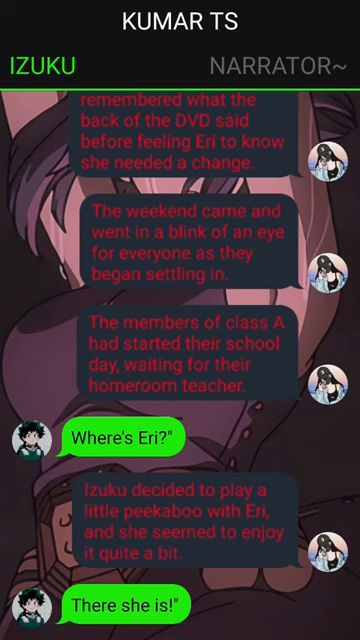 KUMAR TS
IZUKU
NARRATOR~
remembered what the
back of the DVD said
before feeling Eri to know
she needed a change.
The weekend came and
went in a blink of an eye
for everyone as they
began settling in.
The members of class A
had started their school
day, waiting for their
homeroom teacher.
Where's Eri?"
Izuku decided to play a
little peekaboo with Eri,
and she seemed to enjoy
it quite a bit.
There she is!"